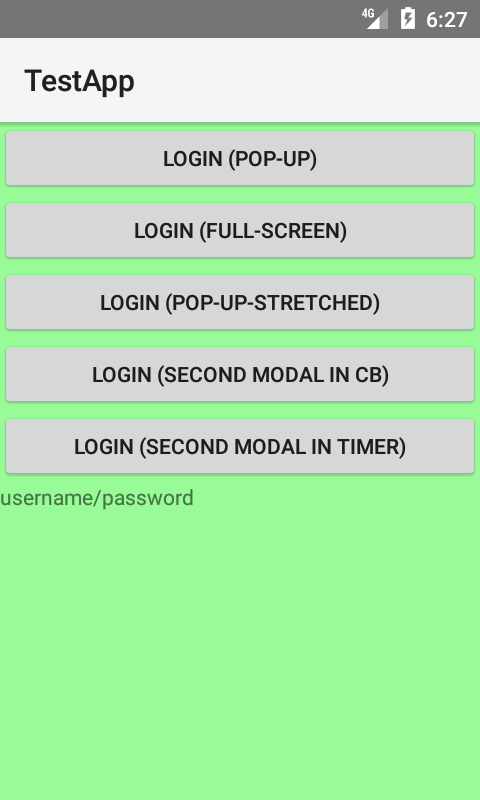 4G 6:27
TestApp
LOGIN (POP-UP)
LOGIN (FULL-SCREEN)
LOGIN (POP-UP-STRETCHED)
LOGIN (SECOND MODAL IN CB)
LOGIN (SECOND MODAL IN TIMER)
username/password